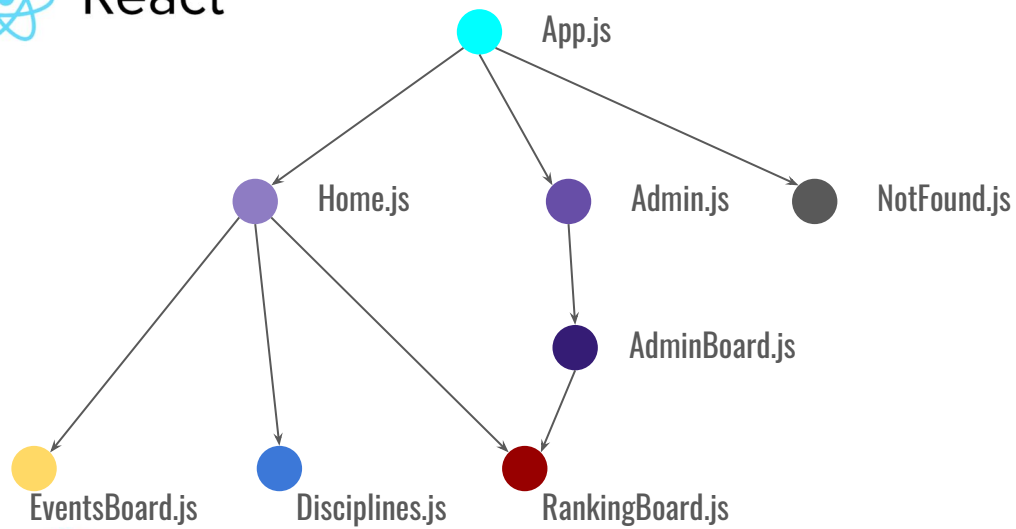 React
App.js
Home.js
Admin.js
NotFound.js
AdminBoard.js
EventsBoard.js
Disciplines.js
RankingBoard.js